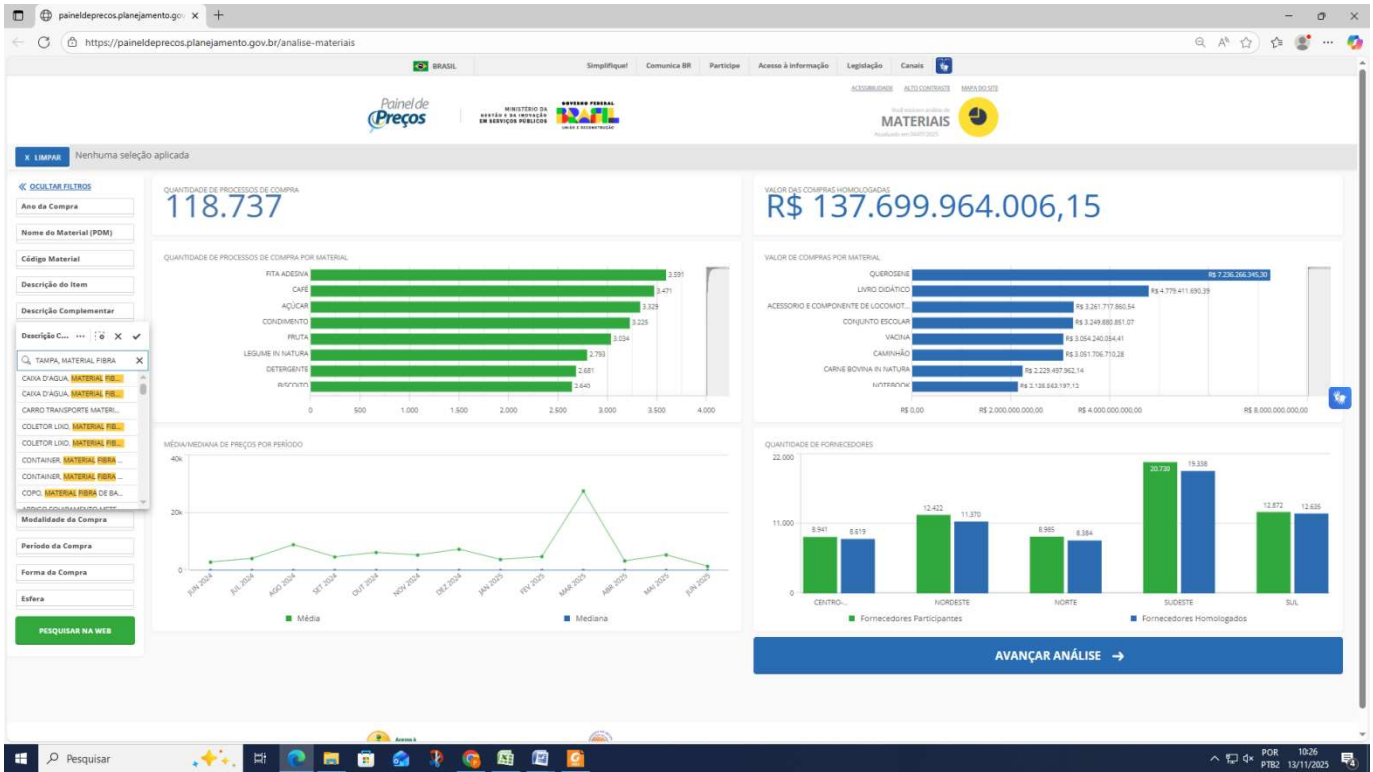 paineldeprecos.planejamento.gov
https://paineldeprecos.planejamento.gov.br/analise-materiais
BRASIL
Simplifique! Comunica BR Participe Acesso à informação Legislação Canais
ACESSIBILIDADE ALTO CONTRASTE MAPA DO SITE
Painel de
Preços
MINISTÉRIO DA
GESTÃO E DA INOVAÇÃO
EM SERVIÇOS PÚBLICOS
GOVERNO FEDERAL
BRASIL
UNIÃO E RECONSTRUÇÃO
Você está em análise de
MATERIAIS
X LIMPAR Nenhuma seleção aplicada
OCULTAR FILTROS
Ano da Compra
Nome do Material (PDM)
Código Material
Descrição do Item
Descrição Complementar
Descrição C... ...
TAMPA, MATERIAL FIBRA
CAIXA D'AGUA, MATERIAL FIB...
CAIXA D'AGUA, MATERIAL FIB...
CARRO TRANSPORTE MATERI...
COLETOR LIXO, MATERIAL FIB...
COLETOR LIXO, MATERIAL FIB...
CONTAINER, MATERIAL FIBRA ...
CONTAINER, MATERIAL FIBRA ...
COPO, MATERIAL FIBRA DE BA...
Modalidade da Compra
Período da Compra
Forma da Compra
Esfera
PESQUISAR NA WEB
QUANTIDADE DE PROCESSOS DE COMPRA
118.737
VALOR DAS COMPRAS HOMOLOGADAS
R$ 137.699.964.006,15
QUANTIDADE DE PROCESSOS DE COMPRA POR MATERIAL
FITA ADESIVA 3.591
CAFÉ 3.471
AÇÚCAR 3.329
CONDIMENTO 3.225
FRUTA 3.034
LEGUME IN NATURA 2.793
DETERGENTE 2.681
BISCOITO 2.640
0 500 1.000 1.500 2.000 2.500 3.000 3.500 4.000
VALOR DE COMPRAS POR MATERIAL
QUEROSENE R$ 7.236.266.345,30
LIVRO DIDÁTICO R$ 4.779.411.690,39
ACESSORIO E COMPONENTE DE LOCOMOT... R$ 3.261.717.860,54
CONJUNTO ESCOLAR R$ 3.249.880.851,07
VACINA R$ 3.054.240.054,41
CAMINHÃO R$ 3.051.706.710,28
CARNE BOVINA IN NATURA R$ 2.229.497.962,14
NOTEBOOK
R$ 0,00 R$ 2.000.000.000,00 R$ 4.000.000.000,00 R$ 8.000.000.000,00
MÉDIA/MEDIANA DE PREÇOS POR PERÍODO
40k
20k
0
JUN 2024 JUL 2024 AGO 2024 SET 2024 OUT 2024 NOV 2024 DEZ 2024 JAN 2025 FEV 2025 MAR 2025 ABR 2025 MAI 2025 JUN 2025
Média Mediana
QUANTIDADE DE FORNECEDORES
22.000
11.000
0
8.941 8.619 12.422 11.370 8.985 8.384 20.730 19.338 12.872 12.635
CENTRO-... NORDESTE NORTE SUDESTE SUL
Fornecedores Participantes Fornecedores Homologados
AVANÇAR ANÁLISE →
Acesso à
Pesquisar
POR 10:26
PTB2 13/11/2025